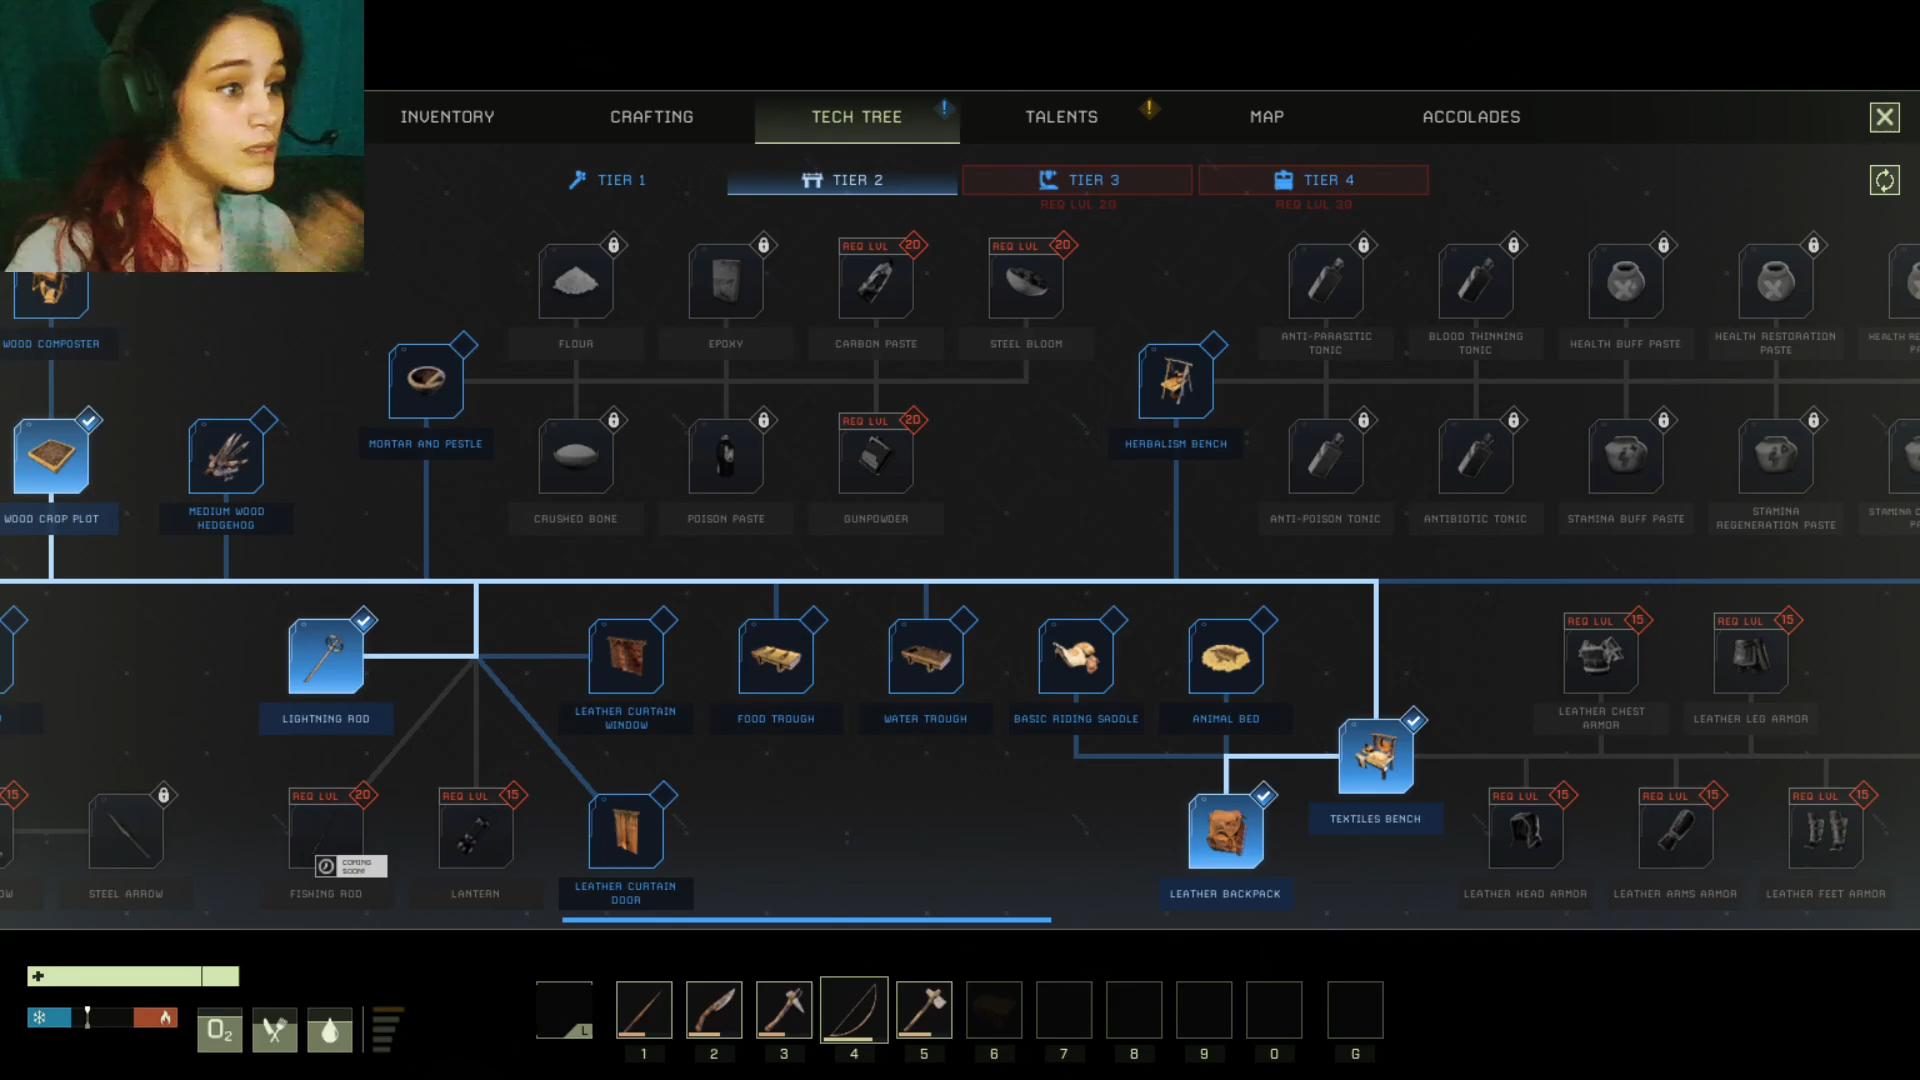 INVENTORY
CRAFTING
TECH TREE
!
TALENTS
!
MAP
ACCOLADES
TIER 1
TIER 2
TIER 3
REQ LVL 20
TIER 4
REQ LVL 30
REQ LVL 20
REQ LVL 20
WOOD COMPOSTER
FLOUR
EPOXY
CARBON PASTE
STEEL BLOOM
ANTI-PARASITIC
TONIC
BLOOD THINNING
TONIC
HEALTH BUFF PASTE
HEALTH RESTORATION
PASTE
HEALTH RE
MORTAR AND PESTLE
HERBALISM BENCH
REQ LVL 20
WOOD CROP PLOT
MEDIUM WOOD
HEDGEHOG
CRUSHED BONE
POISON PASTE
GUNPOWDER
ANTI-POISON TONIC
ANTIBIOTIC TONIC
STAMINA BUFF PASTE
STAMINA
REGENERATION PASTE
REQ LVL 15
REQ LVL 15
LIGHTNING ROD
LEATHER CURTAIN
WINDOW
FOOD TROUGH
WATER TROUGH
BASIC RIDING SADDLE
ANIMAL BED
LEATHER CHEST
ARMOR
LEATHER LEG ARMOR
15
REQ LVL 20
REQ LVL 15
TEXTILES BENCH
REQ LVL 15
REQ LVL 15
REQ LVL 15
COMING
SOON!
OW
STEEL ARROW
FISHING ROD
LANTERN
LEATHER CURTAIN
DOOR
LEATHER BACKPACK
LEATHER HEAD ARMOR
LEATHER ARMS ARMOR
LEATHER FEET ARMOR
O2
L
1
2
3
4
5
6
7
8
9
0
G